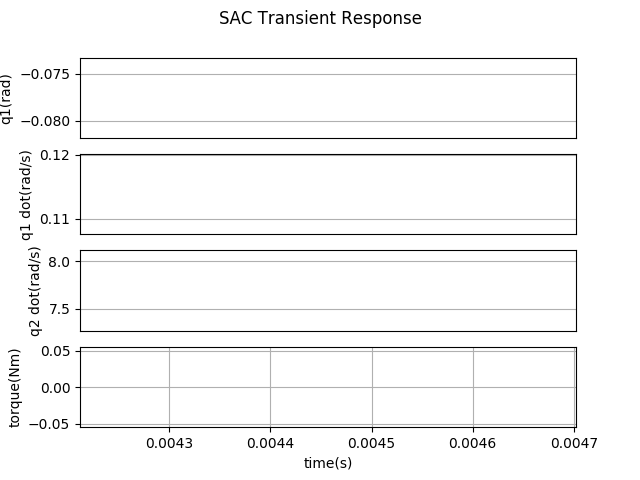 SAC Transient Response
q1(rad)
−0.075
−0.080
q1 dot(rad/s)
0.12
0.11
q2 dot(rad/s)
8.0
7.5
torque(Nm)
0.05
0.00
−0.05
0.0043 0.0044 0.0045 0.0046 0.0047
time(s)